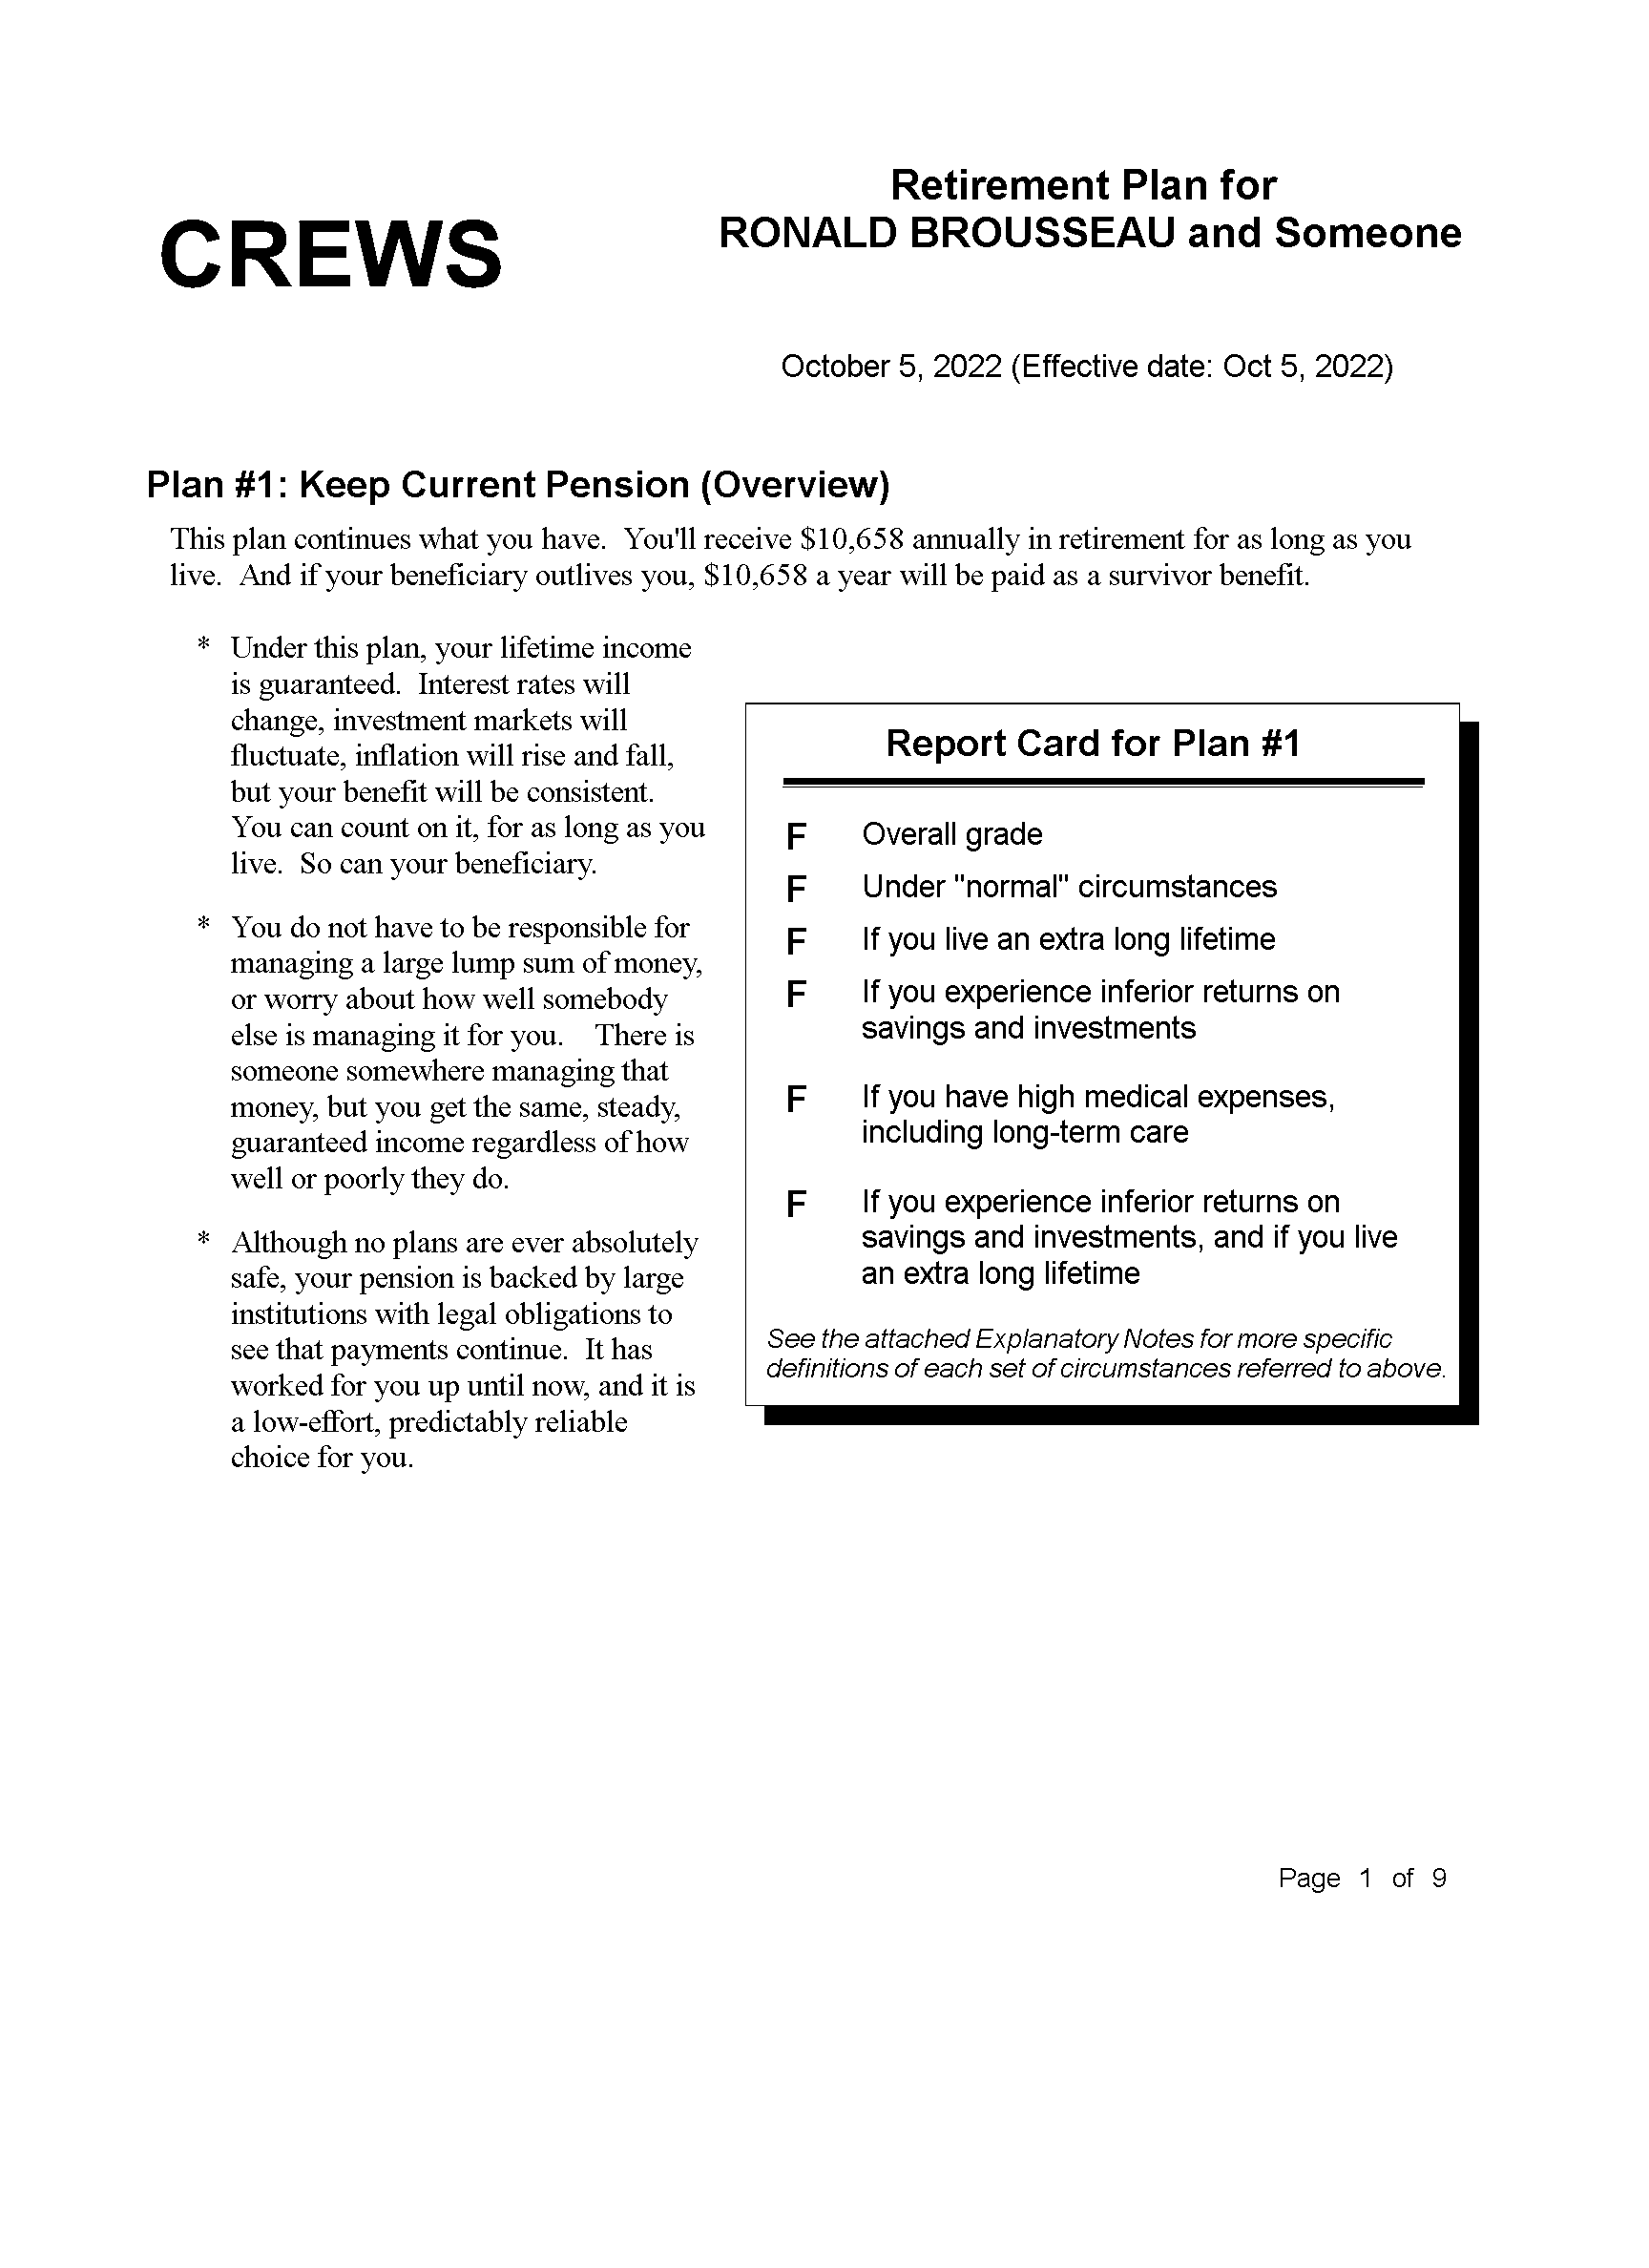 CREWS
Retirement Plan for
RONALD BROUSSEAU and Someone
October 5, 2022 (Effective date: Oct 5, 2022)
Plan #1: Keep Current Pension (Overview)
This plan continues what you have.  You'll receive $10,658 annually in retirement for as long as you
live.  And if your beneficiary outlives you, $10,658 a year will be paid as a survivor benefit.
* Under this plan, your lifetime income
is guaranteed.  Interest rates will
change, investment markets will
fluctuate, inflation will rise and fall,
but your benefit will be consistent.
You can count on it, for as long as you
live.  So can your beneficiary.
* You do not have to be responsible for
managing a large lump sum of money,
or worry about how well somebody
else is managing it for you.    There is
someone somewhere managing that
money, but you get the same, steady,
guaranteed income regardless of how
well or poorly they do.
* Although no plans are ever absolutely
safe, your pension is backed by large
institutions with legal obligations to
see that payments continue.  It has
worked for you up until now, and it is
a low-effort, predictably reliable
choice for you.
Report Card for Plan #1
F Overall grade
F Under "normal" circumstances
F If you live an extra long lifetime
F If you experience inferior returns on
savings and investments
F If you have high medical expenses,
including long-term care
F If you experience inferior returns on
savings and investments, and if you live
an extra long lifetime
See the attached Explanatory Notes for more specific
definitions of each set of circumstances referred to above.
Page 1 of 9